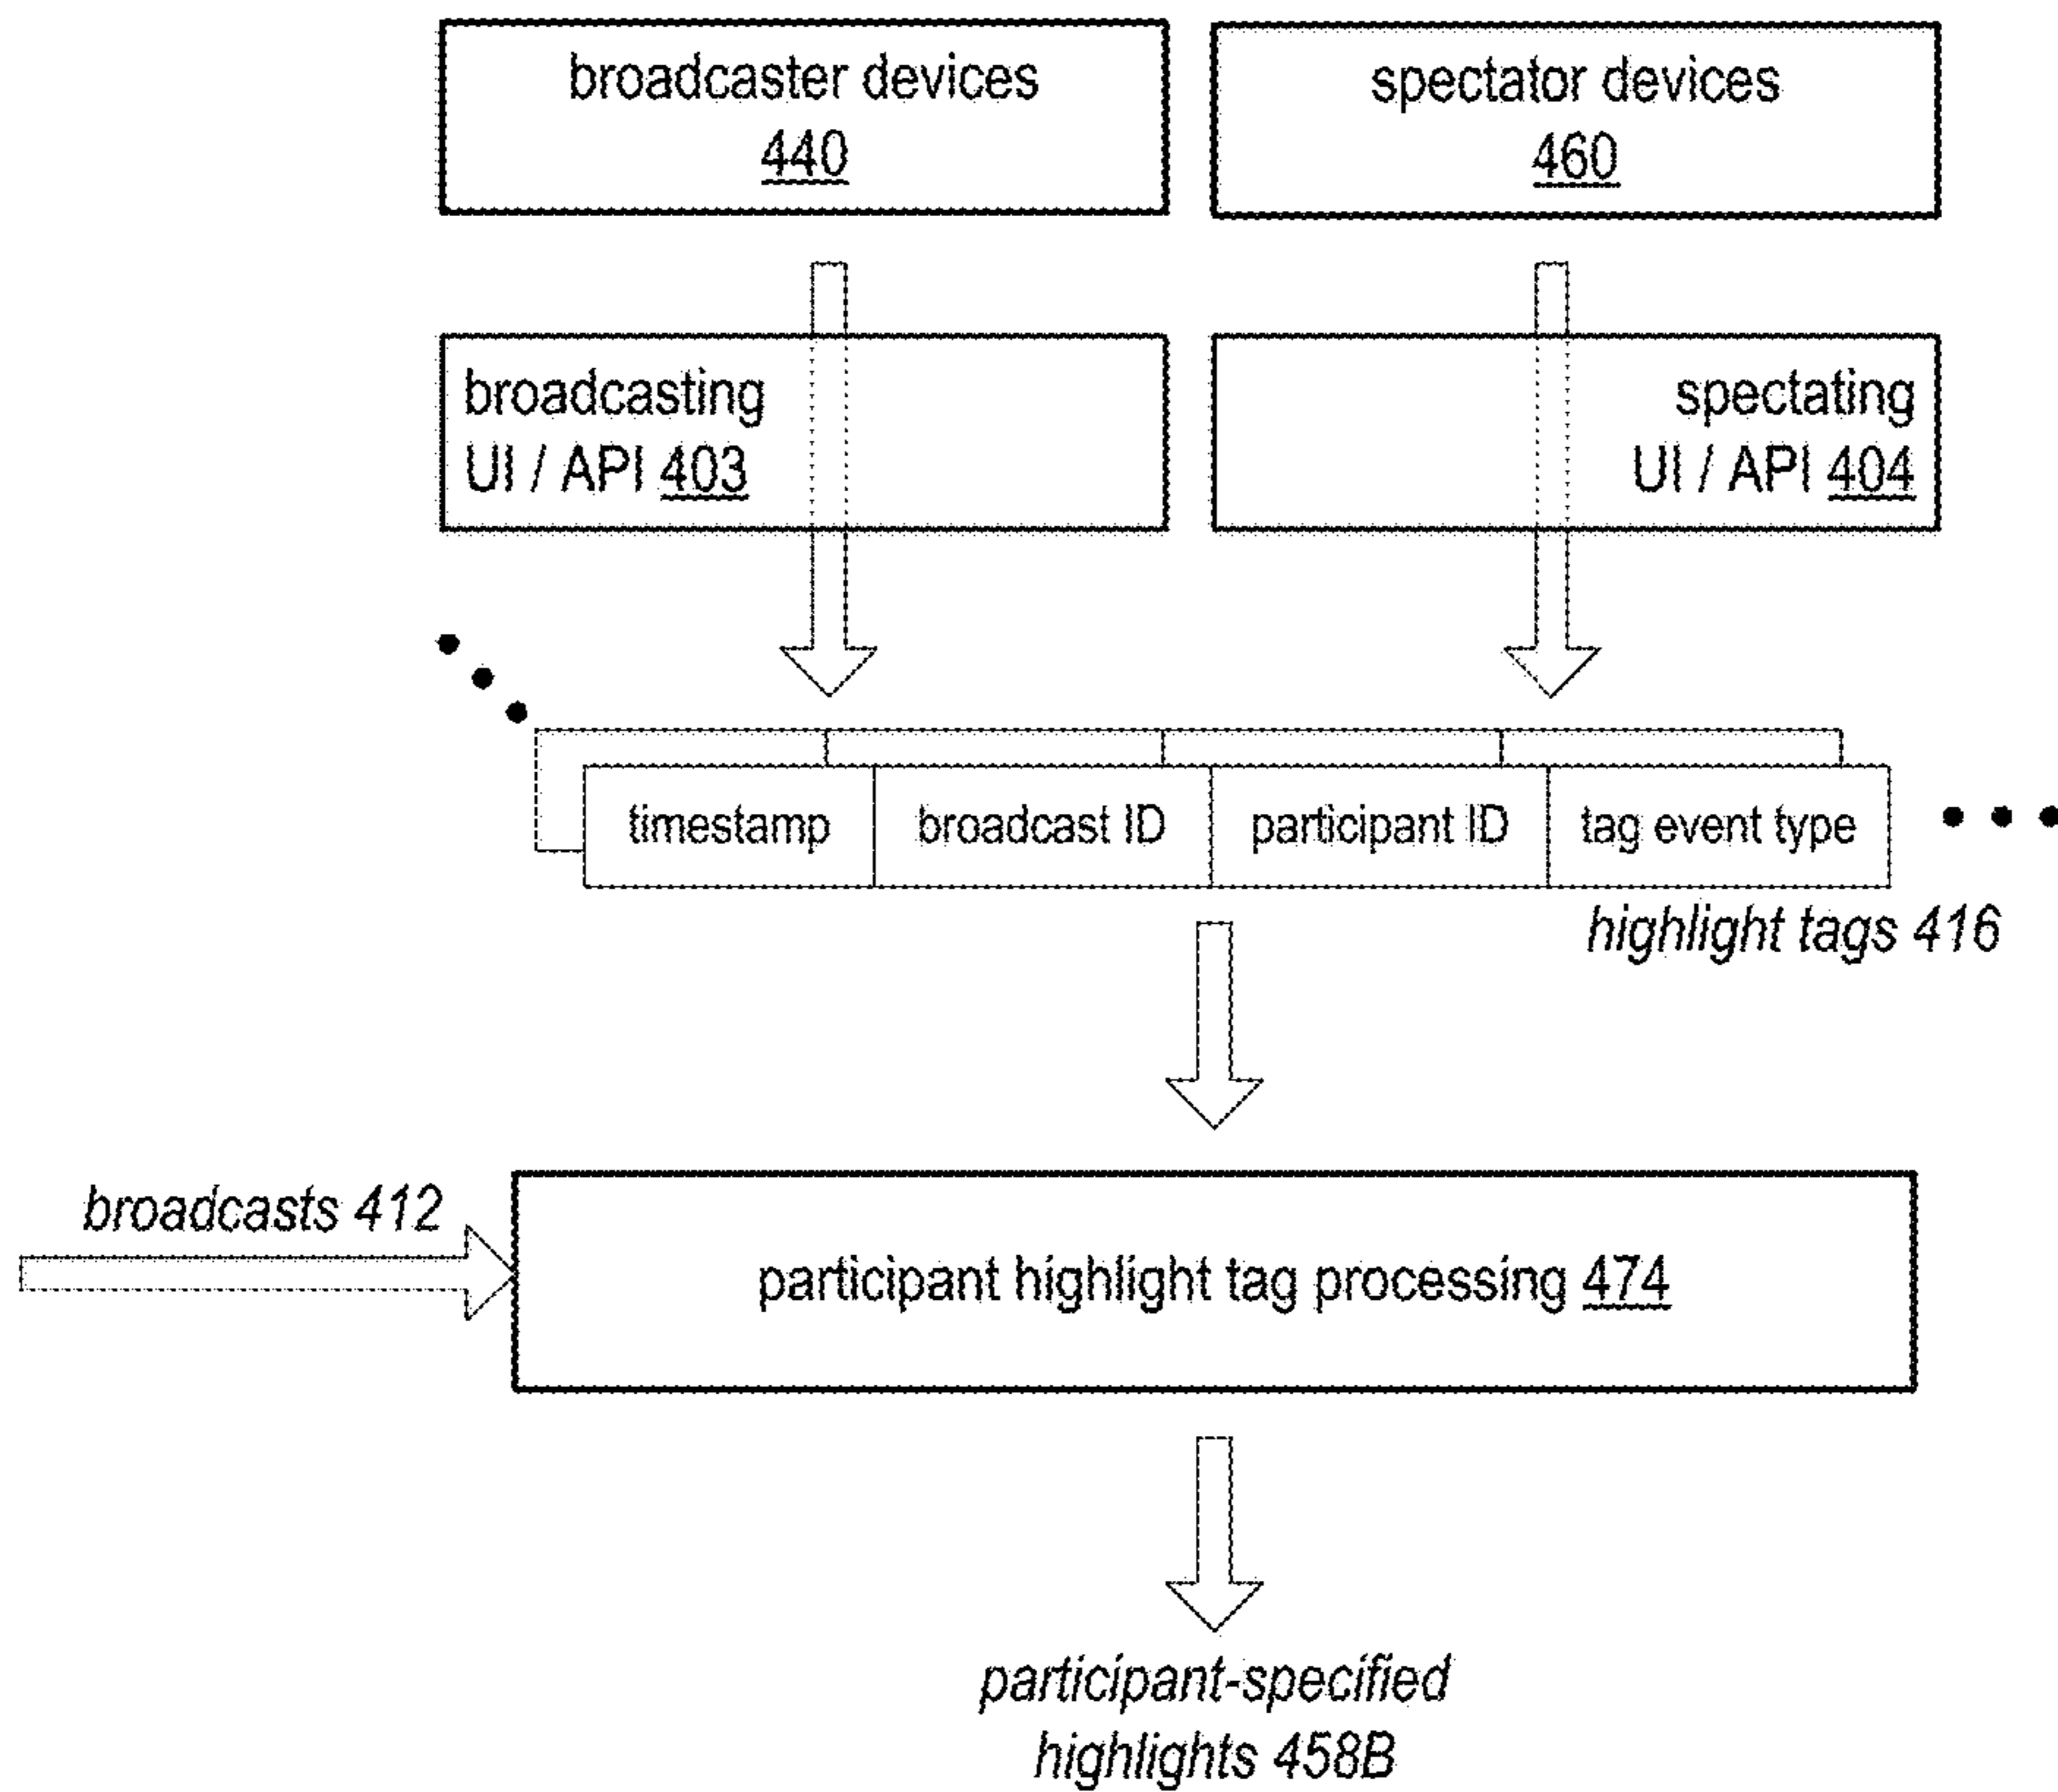 broadcaster devices
440
spectator devices
460
broadcasting
UI / API 403
spectating
UI / API 404
timestamp
broadcast ID
participant ID
tag event type
highlight tags 416
broadcasts 412
participant highlight tag processing 474
participant-specified
highlights 458B